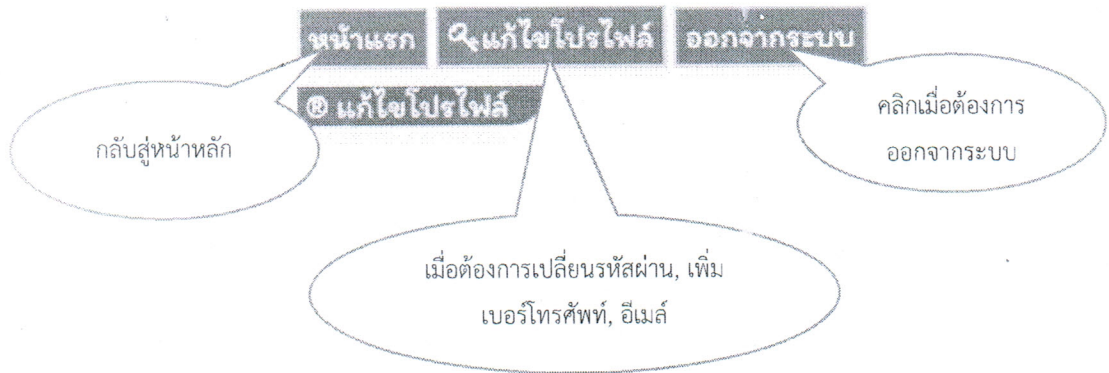 หน้าแรก แก้ไขโปรไฟล์ ออกจากระบบ
® แก้ไขโปรไฟล์
กลับสู่หน้าหลัก
คลิกเมื่อต้องการ
ออกจากระบบ
เมื่อต้องการเปลี่ยนรหัสผ่าน, เพิ่ม
เบอร์โทรศัพท์, อีเมล์